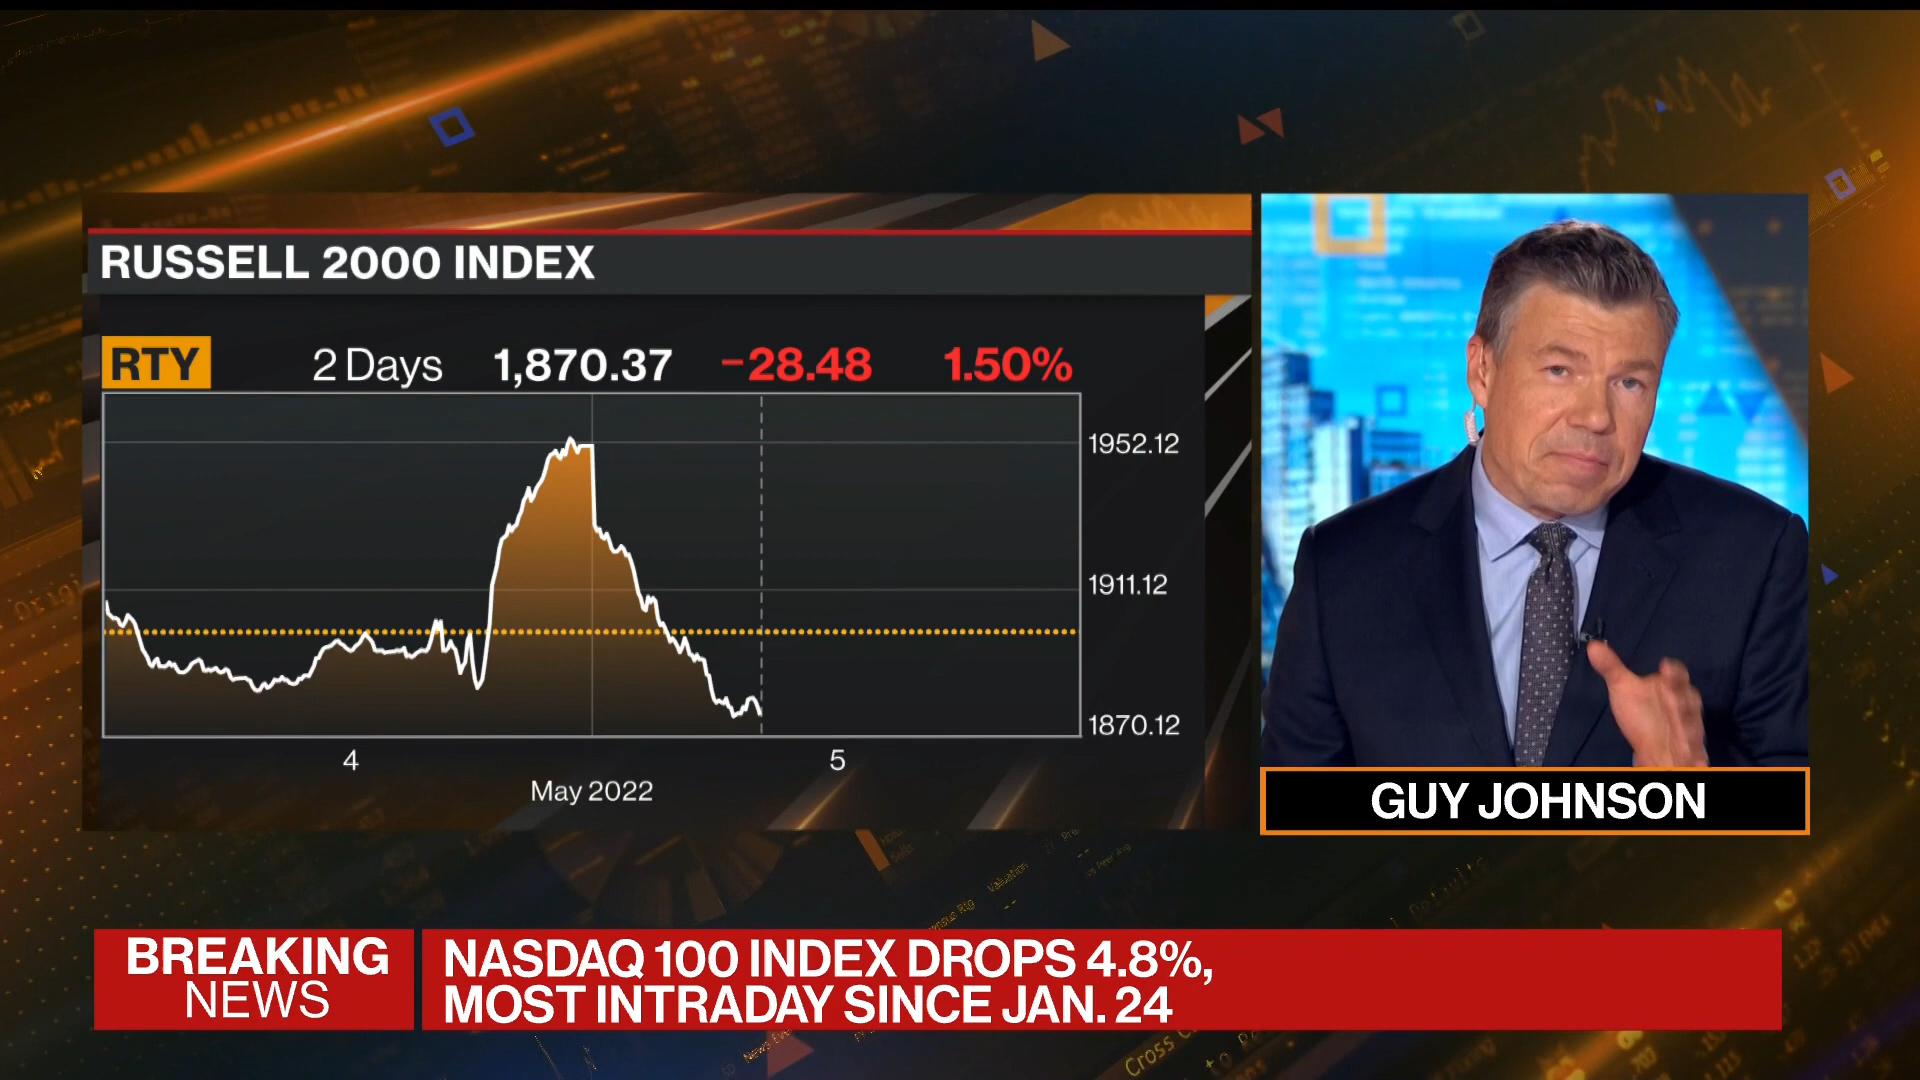 RUSSELL 2000 INDEX
RTY 2 Days 1,870.37 -28.48 1.50%
1952.12
1911.12
1870.12
4 5
May 2022
GUY JOHNSON
BREAKING
NEWS
NASDAQ 100 INDEX DROPS 4.8%,
MOST INTRADAY SINCE JAN. 24
Valuation
Cross